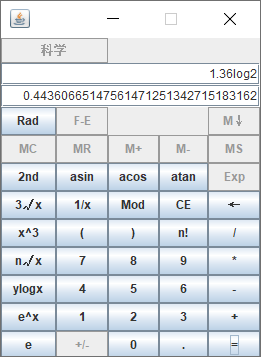 科学
1.36log2
0.44360665147561471251342715183162
Rad F-E M↓
MC MR M+ M- MS
2nd asin acos atan Exp
3√x 1/x Mod CE ←
x^3 ( ) n! /
n√x 7 8 9 *
ylogx 4 5 6 -
e^x 1 2 3 +
e +/- 0 . =